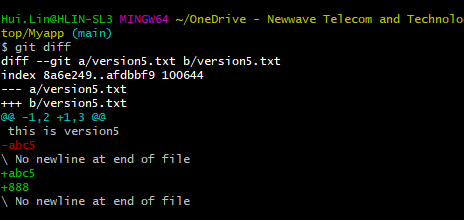 Hui.Lin@HLIN-SL3 MINGW64 ~/OneDrive - Newwave Telecom and Technolo
top/Myapp (main)
$ git diff
diff --git a/version5.txt b/version5.txt
index 8a6e249..afdbbf9 100644
--- a/version5.txt
+++ b/version5.txt
@@ -1,2 +1,3 @@
 this is version5
-abc5
\ No newline at end of file
+abc5
+888
\ No newline at end of file